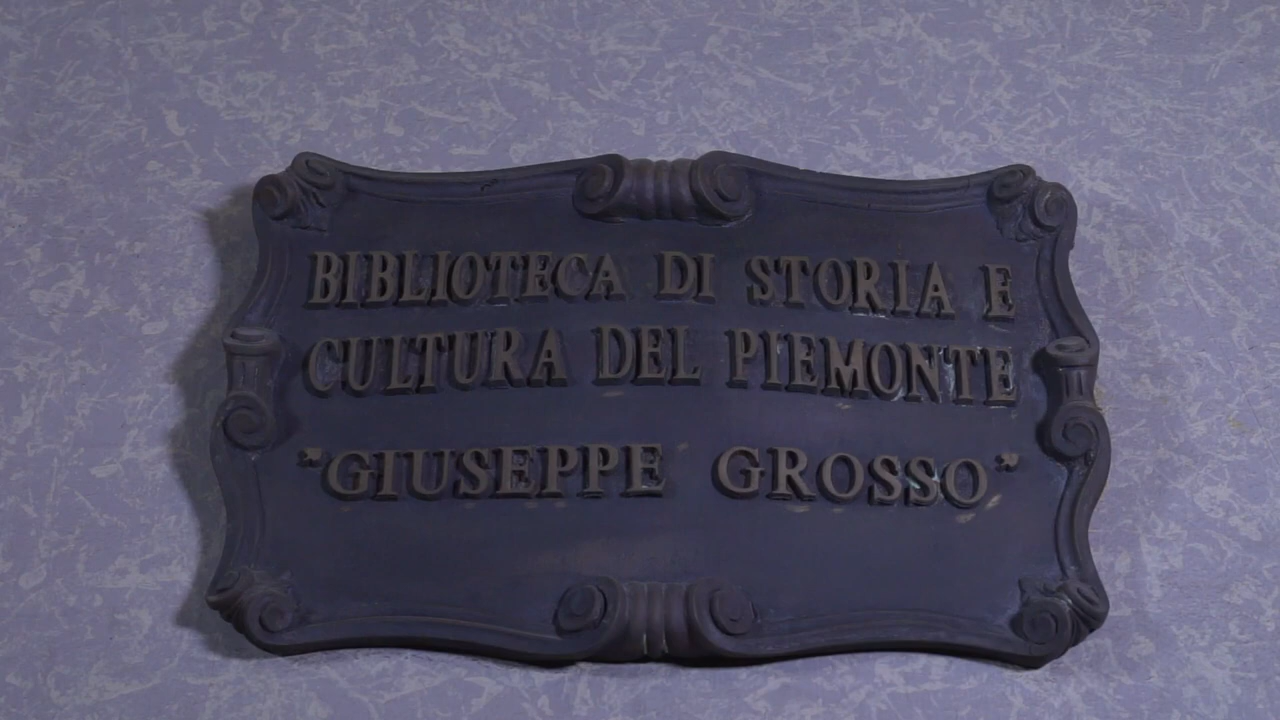 BIBLIOTECA DI STORIA E
CULTURA DEL PIEMONTE
"GIUSEPPE GROSSO"